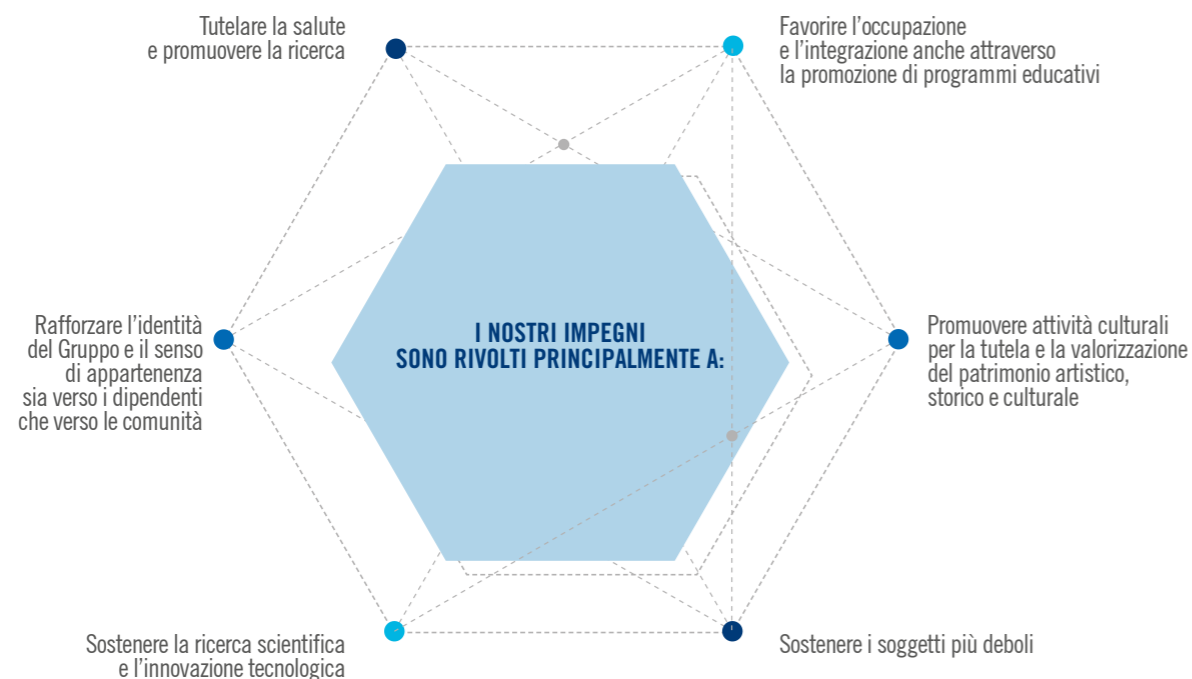 Tutelare la salute
e promuovere la ricerca
Favorire l’occupazione
e l’integrazione anche attraverso
la promozione di programmi educativi
I NOSTRI IMPEGNI
SONO RIVOLTI PRINCIPALMENTE A:
Rafforzare l’identità
del Gruppo e il senso
di appartenenza
sia verso i dipendenti
che verso le comunità
Promuovere attività culturali
per la tutela e la valorizzazione
del patrimonio artistico,
storico e culturale
Sostenere la ricerca scientifica
e l’innovazione tecnologica
Sostenere i soggetti più deboli